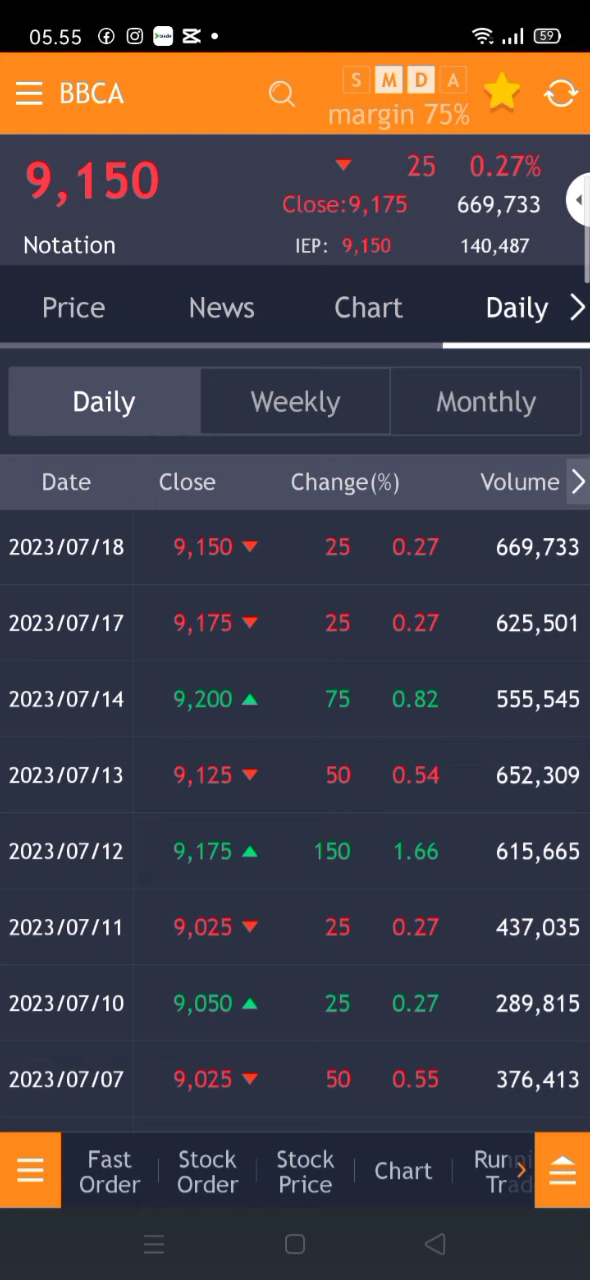 05.55 59
BBCA S M D A
margin 75%
9,150 ▼ 25 0.27%
Close:9,175 669,733
Notation IEP: 9,150 140,487
Price News Chart Daily
Daily Weekly Monthly
Date Close Change(%) Volume
2023/07/18 9,150 ▼ 25 0.27 669,733
2023/07/17 9,175 ▼ 25 0.27 625,501
2023/07/14 9,200 ▲ 75 0.82 555,545
2023/07/13 9,125 ▼ 50 0.54 652,309
2023/07/12 9,175 ▲ 150 1.66 615,665
2023/07/11 9,025 ▼ 25 0.27 437,035
2023/07/10 9,050 ▲ 25 0.27 289,815
2023/07/07 9,025 ▼ 50 0.55 376,413
Fast Stock Stock Chart Runni
Order Order Price Trad